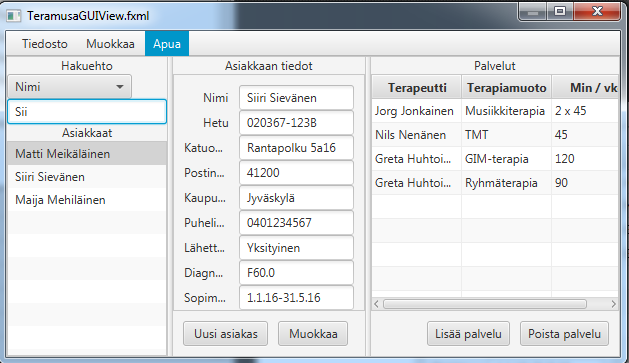 TeramusaGUIView.fxml
Tiedosto Muokkaa Apua
Hakuehto
Nimi
Sii
Asiakkaat
Matti Meikäläinen
Siiri Sievänen
Maija Mehiläinen
Asiakkaan tiedot
Nimi Siiri Sievänen
Hetu 020367-123B
Katuo... Rantapolku 5a16
Postin... 41200
Kaupu... Jyväskylä
Puheli... 0401234567
Lähett... Yksityinen
Diagn... F60.0
Sopim... 1.1.16-31.5.16
Uusi asiakas Muokkaa
Palvelut
Terapeutti Terapiamuoto Min / vk
Jorg Jonkainen Musiikkiterapia 2 x 45
Nils Nenänen TMT 45
Greta Huhtoi... GIM-terapia 120
Greta Huhtoi... Ryhmäterapia 90
Lisää palvelu Poista palvelu